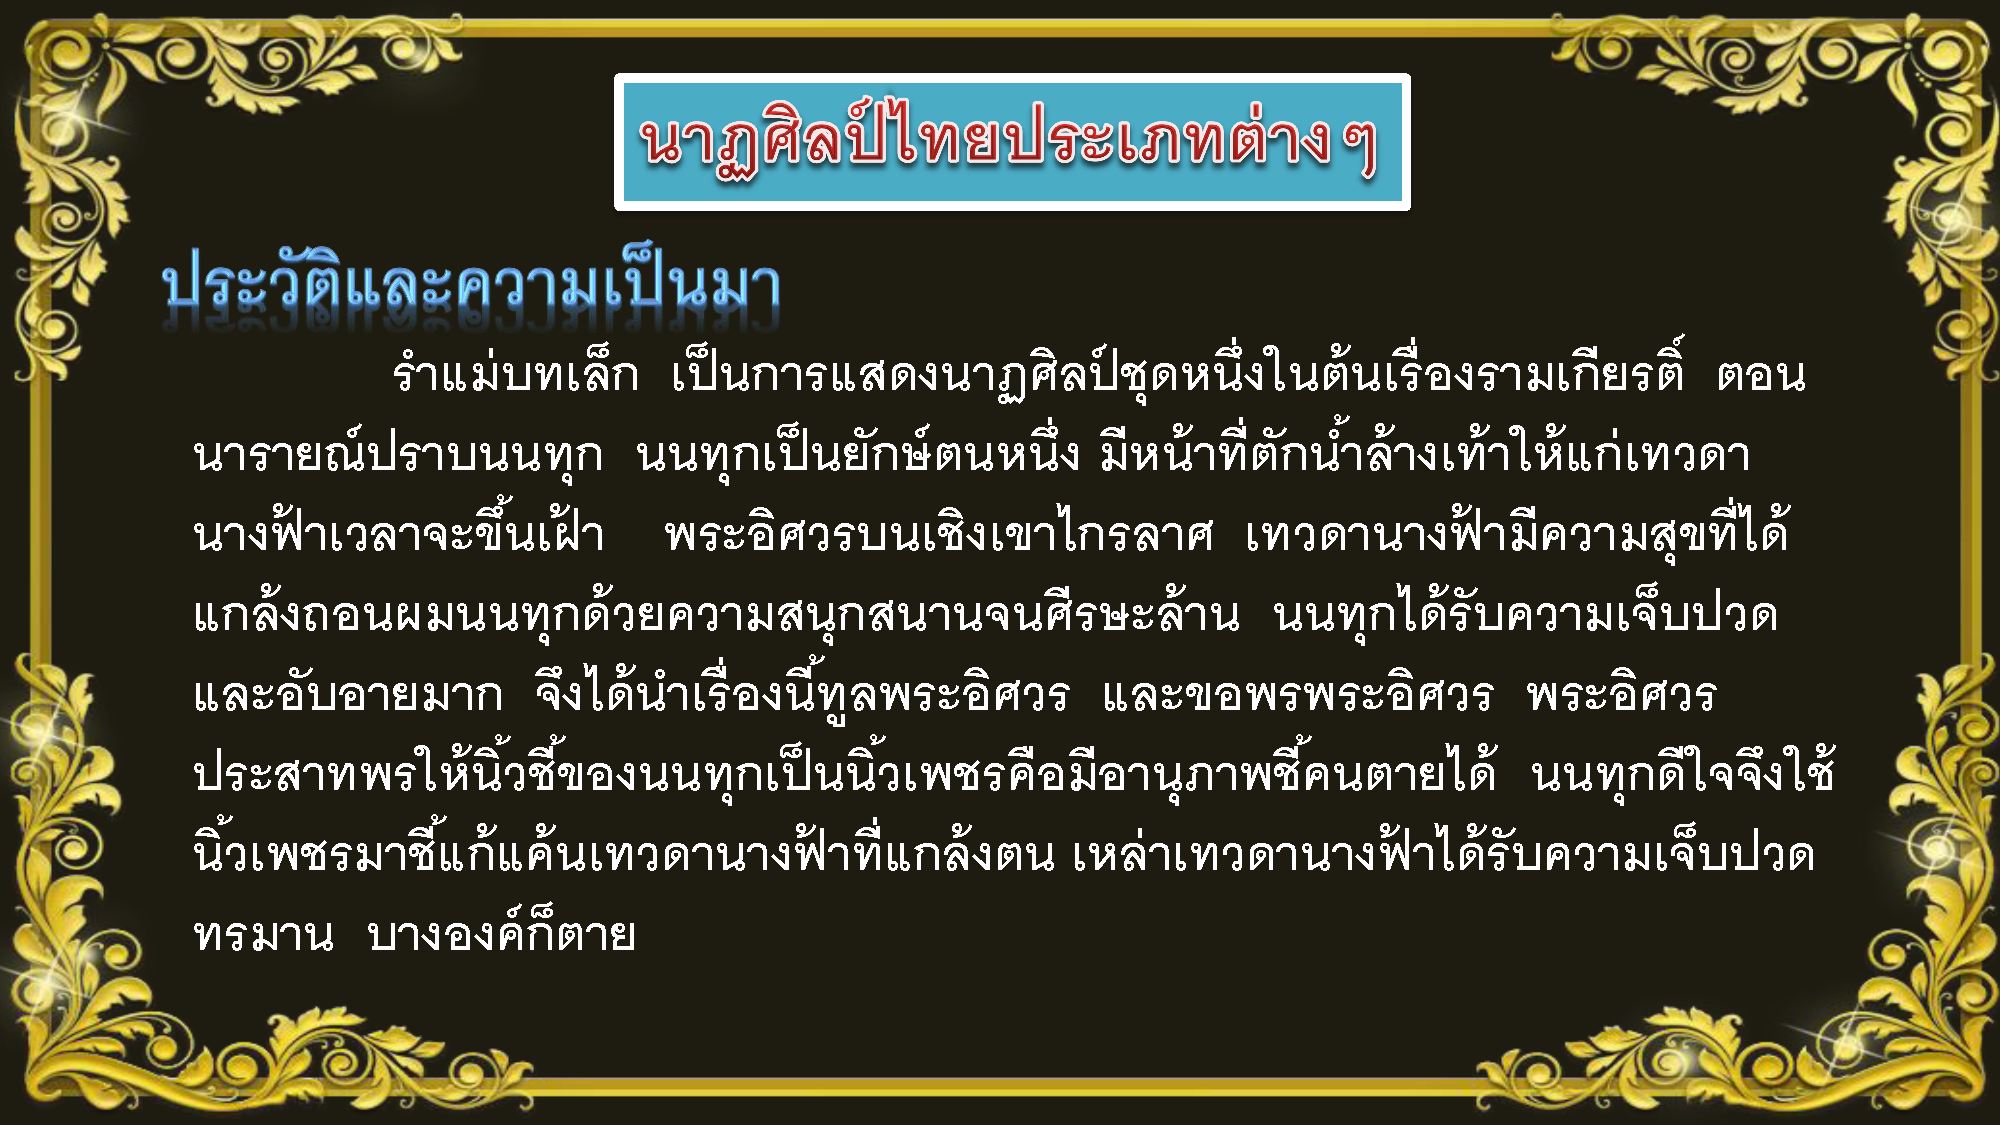 นาฏศิลป์ไทยประเภทต่างๆ
ประวัติและความเป็นมา
รำแม่บทเล็ก เป็นการแสดงนาฏศิลป์ชุดหนึ่งในต้นเรื่องรามเกียรติ์ ตอน
นารายณ์ปราบนนทุก นนทุกเป็นยักษ์ตนหนึ่ง มีหน้าที่ตักน้ำล้างเท้าให้แก่เทวดา
นางฟ้าเวลาจะขึ้นเฝ้า พระอิศวรบนเชิงเขาไกรลาศ เทวดานางฟ้ามีความสุขที่ได้
แกล้งถอนผมนนทุกด้วยความสนุกสนานจนศีรษะล้าน นนทุกได้รับความเจ็บปวด
และอับอายมาก จึงได้นำเรื่องนี้ทูลพระอิศวร และขอพรพระอิศวร พระอิศวร
ประสาทพรให้นิ้วชี้ของนนทุกเป็นนิ้วเพชรคือมีอานุภาพชี้คนตายได้ นนทุกดีใจจึงใช้
นิ้วเพชรมาชี้แก้แค้นเทวดานางฟ้าที่แกล้งตน เหล่าเทวดานางฟ้าได้รับความเจ็บปวด
ทรมาน บางองค์ก็ตาย